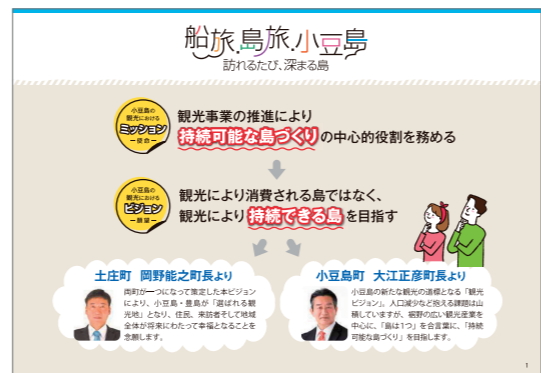 船旅.島旅.小豆島
訪れるたび、深まる島
小豆島の
観光における
ミッション
ー使命ー
観光事業の推進により
持続可能な島づくりの中心的役割を務める
小豆島の
観光における
ビジョン
ー展望ー
観光により消費される島ではなく、
観光により持続できる島を目指す
土庄町 岡野能之町長より
両町が一つになって策定した本ビジョン
により、小豆島・豊島が「選ばれる観
光地」となり、住民、来訪者そして地域
全体が将来にわたって幸福となることを
念願します。
小豆島町 大江正彦町長より
小豆島の新たな観光の道標となる「観光
ビジョン」。人口減少など抱える課題は山
積していますが、裾野の広い観光産業を
中心に、「島は1つ」を合言葉に、「持続
可能な島づくり」を目指します。
1